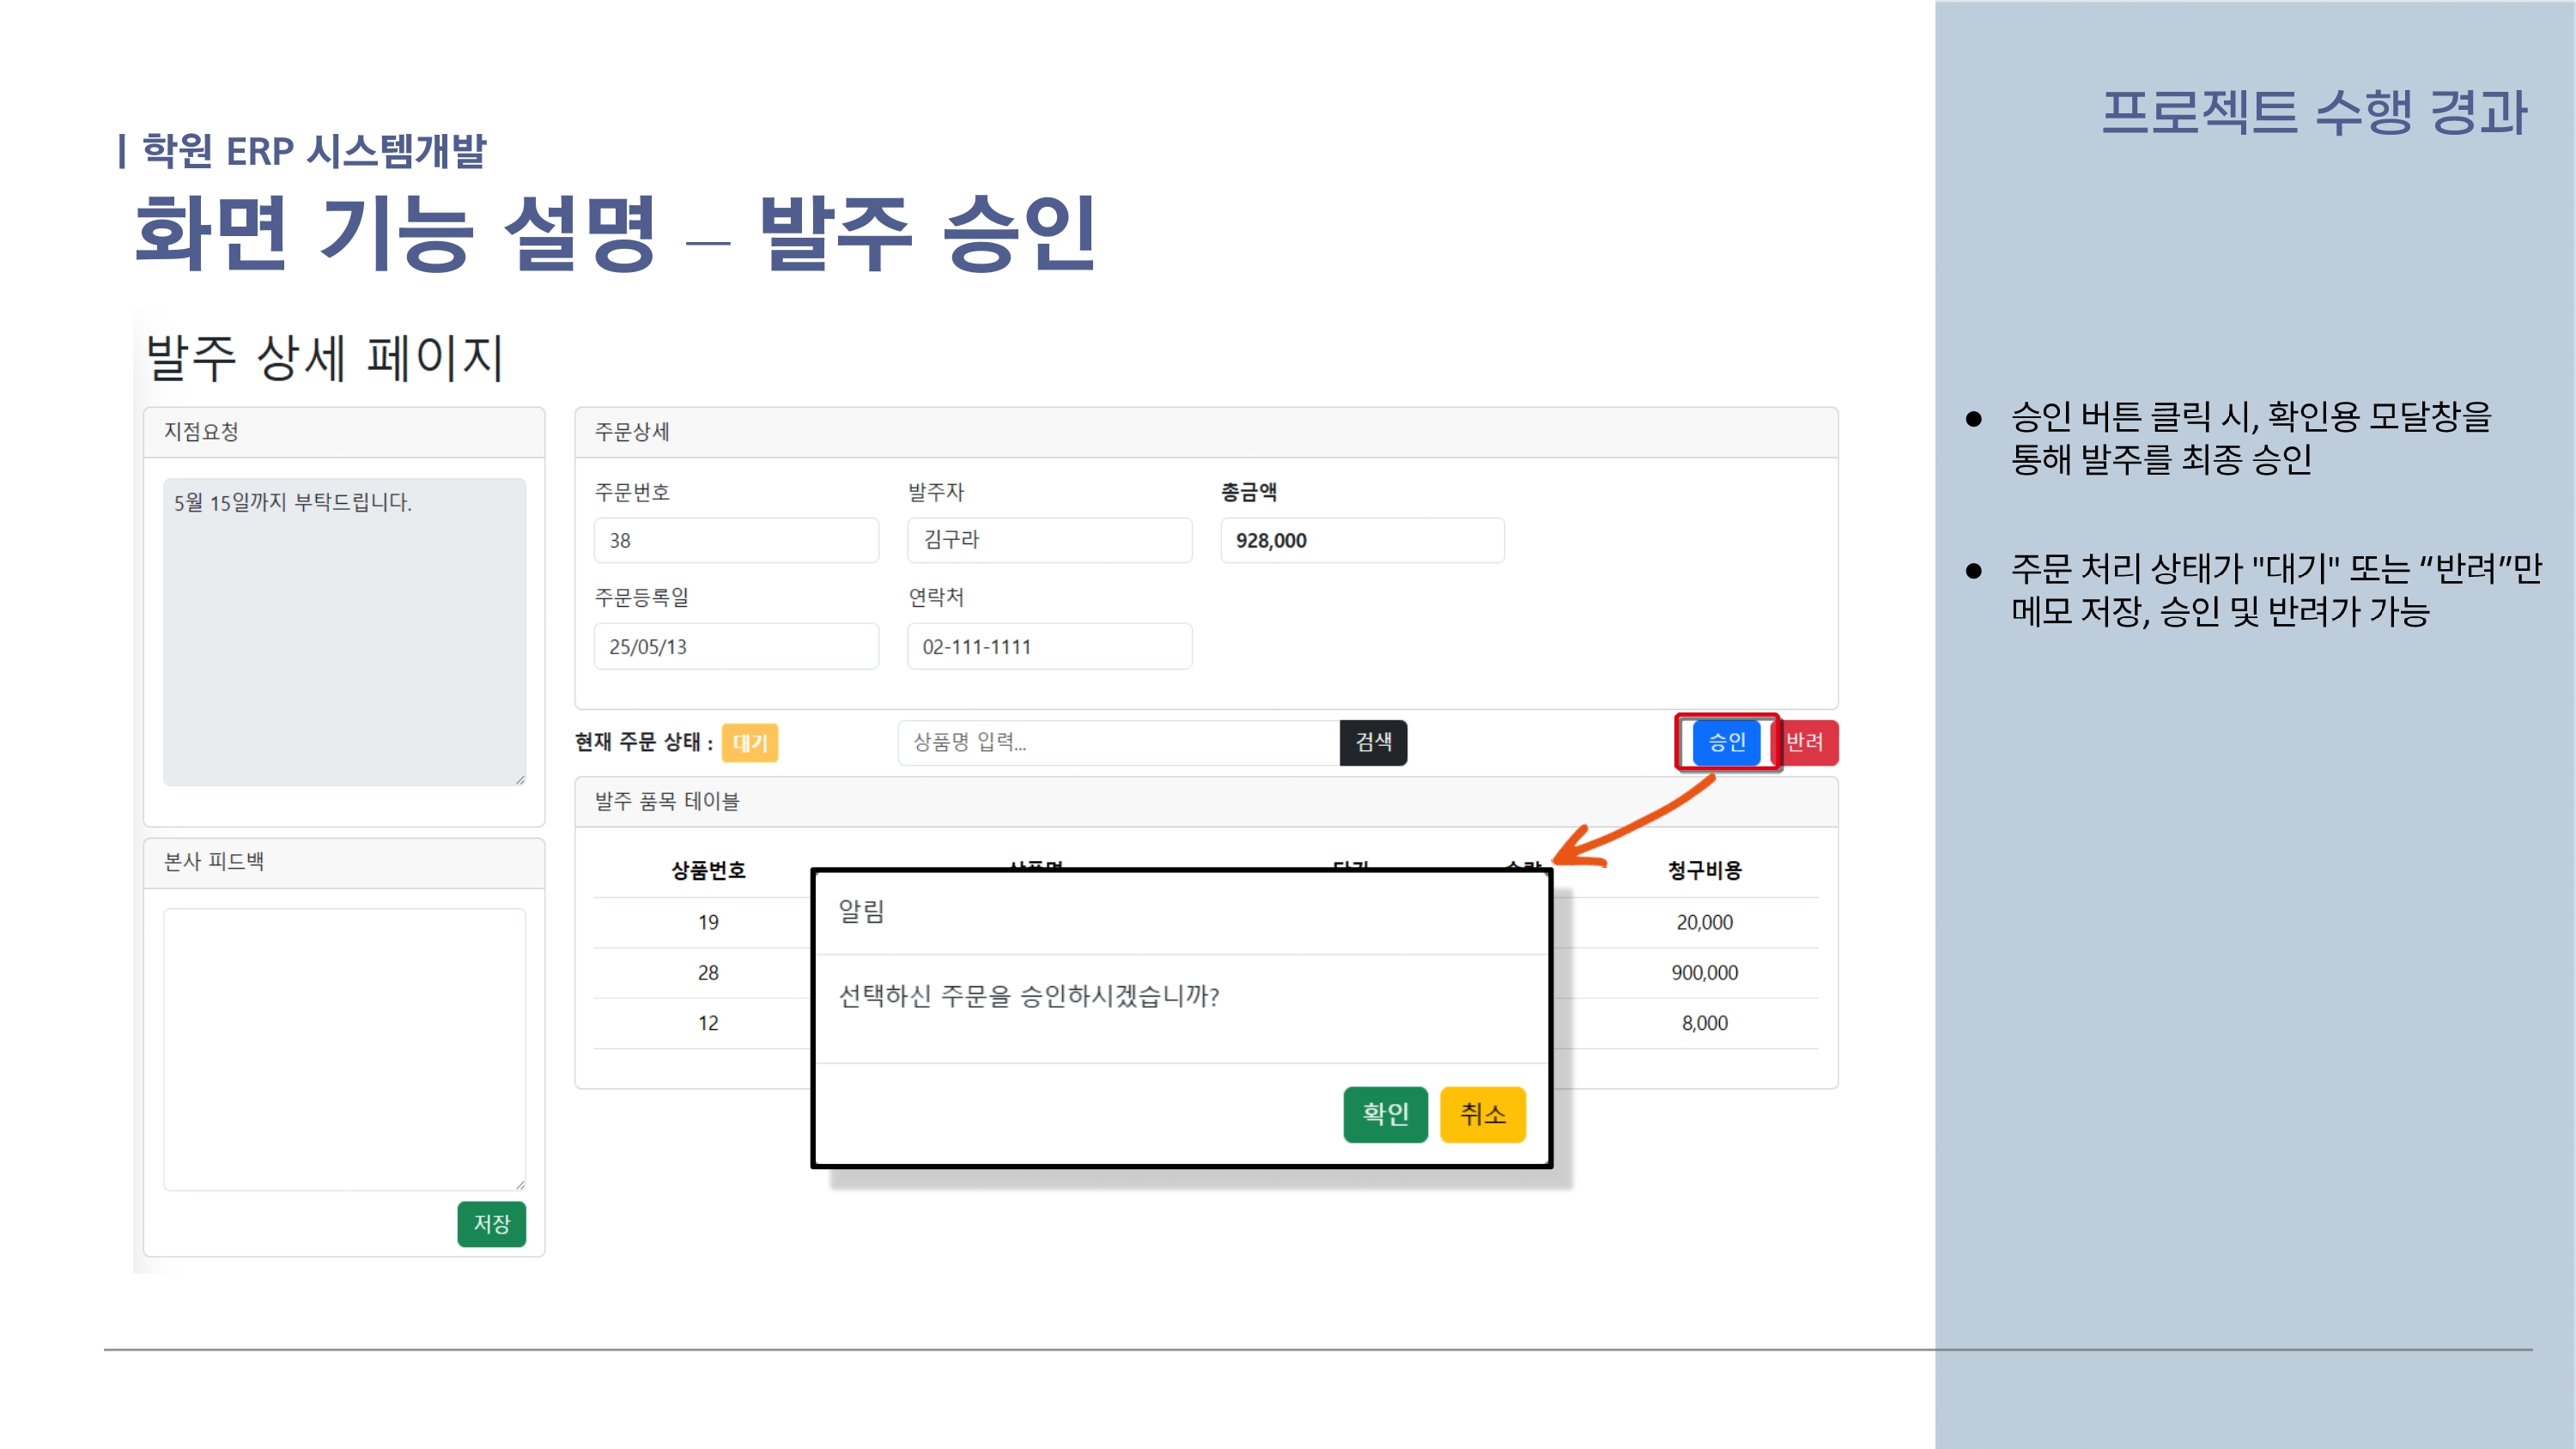 프로젝트 수행 경과
| 학원 ERP 시스템개발
화면 기능 설명 – 발주 승인
발주 상세 페이지
지점요청
5월 15일까지 부탁드립니다.
본사 피드백
저장
주문상세
주문번호 발주자 총금액
38 김구라 928,000
주문등록일 연락처
25/05/13 02-111-1111
현재 주문 상태 : 대기 상품명 입력... 검색 승인 반려
발주 품목 테이블
상품번호 청구비용
19 20,000
28 900,000
12 8,000
알림
선택하신 주문을 승인하시겠습니까?
확인 취소
● 승인 버튼 클릭 시, 확인용 모달창을
통해 발주를 최종 승인
● 주문 처리 상태가 "대기" 또는 “반려”만
메모 저장, 승인 및 반려가 가능